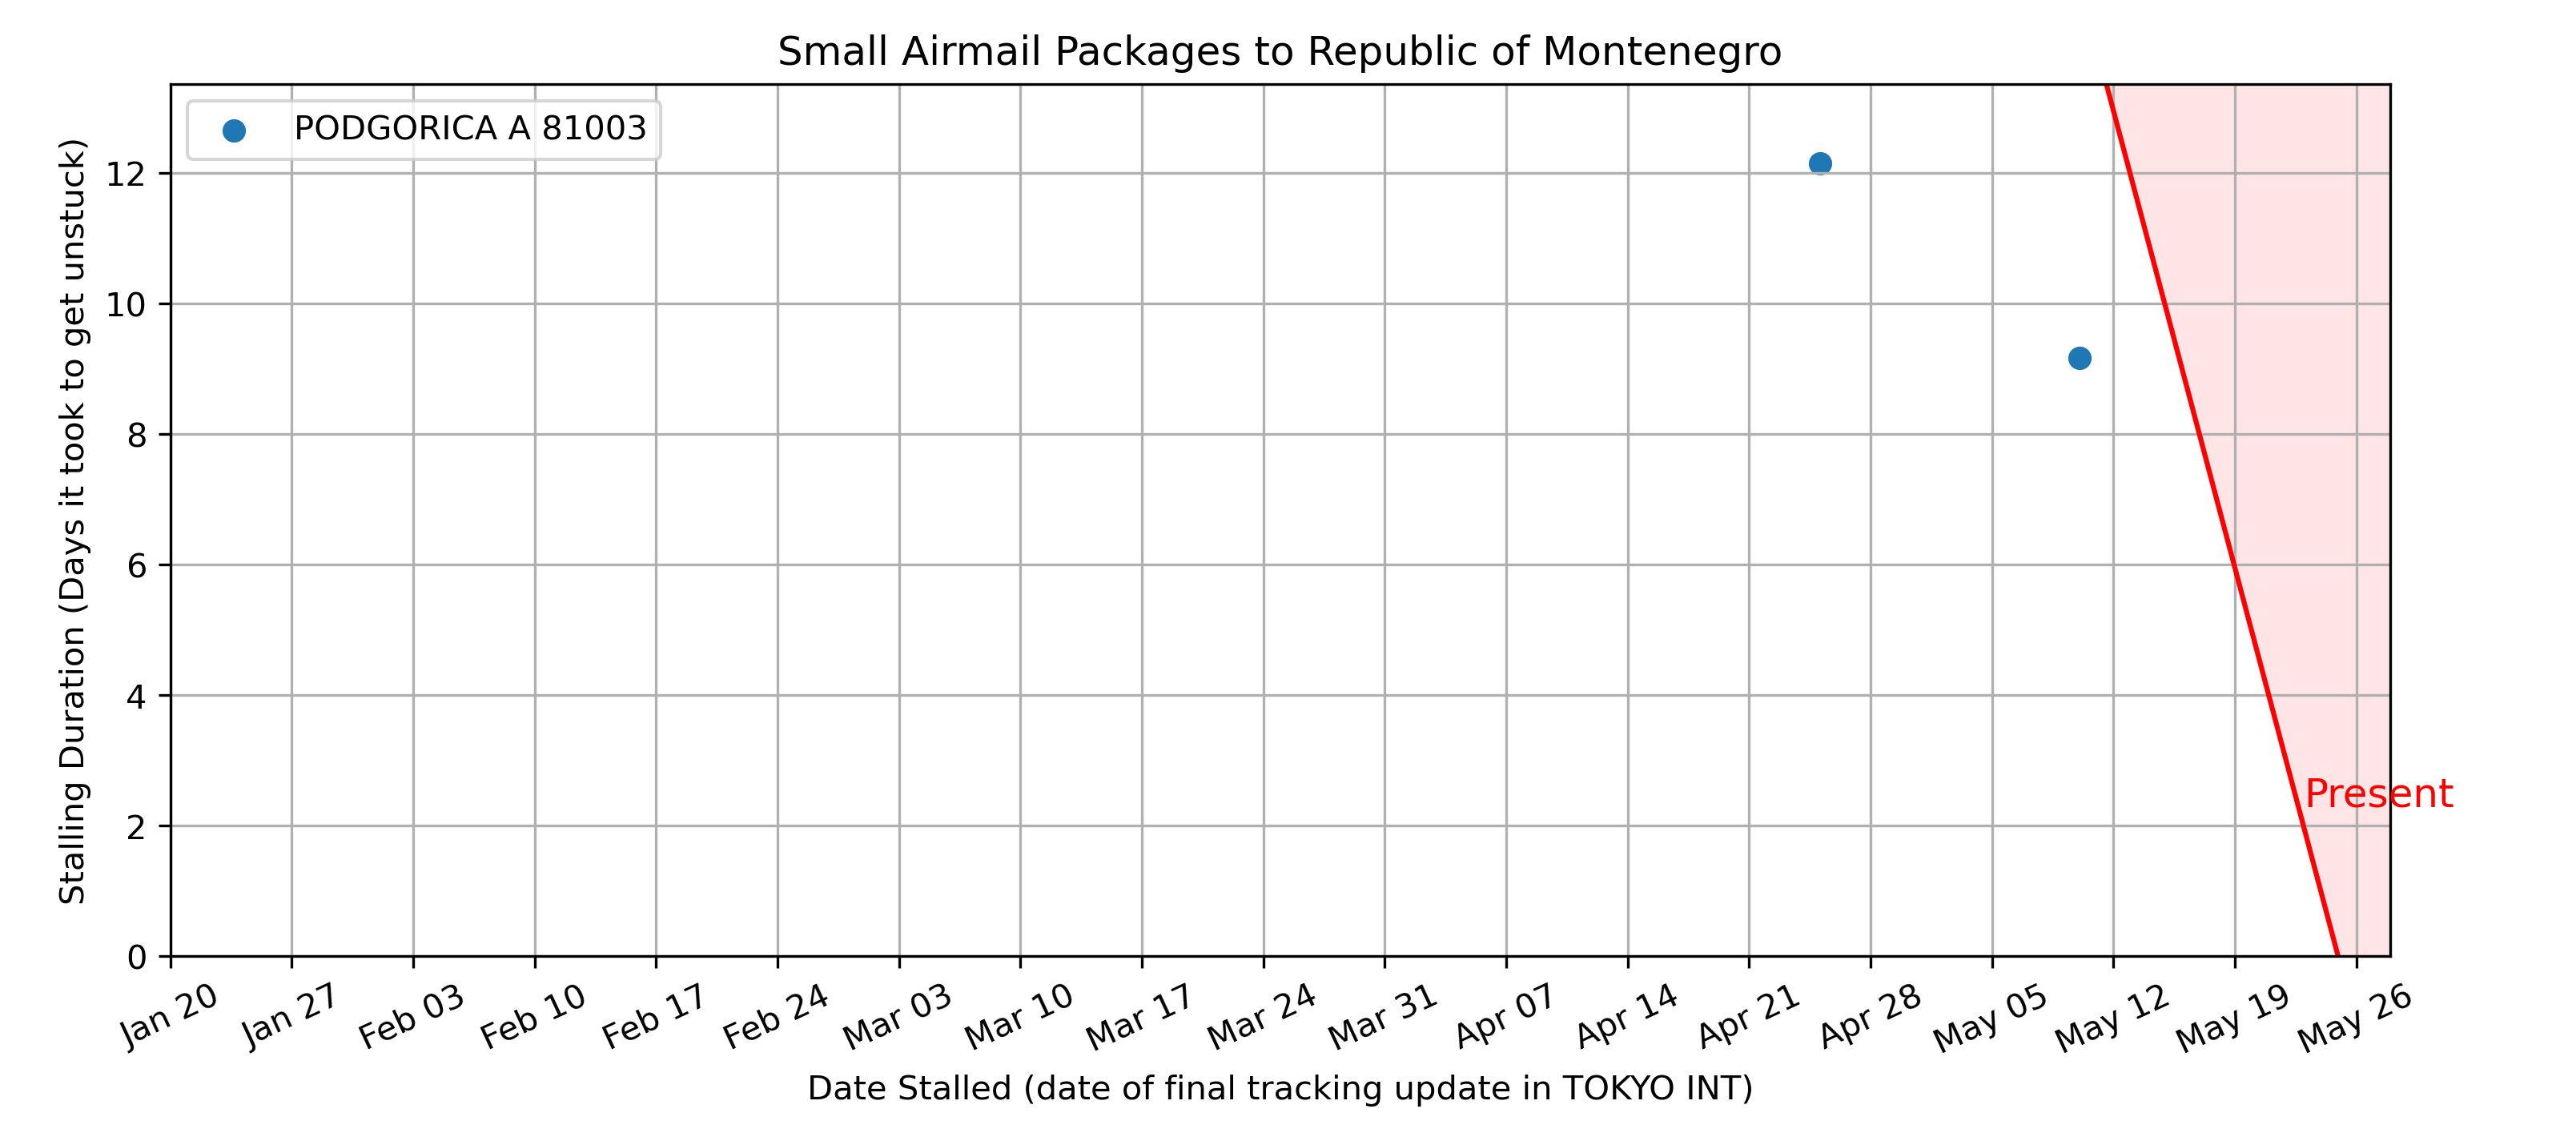 Small Airmail Packages to Republic of Montenegro
PODGORICA A 81003
Stalling Duration (Days it took to get unstuck)
12
10
8
6
4
2
0
Present
Jan 20
Jan 27
Feb 03
Feb 10
Feb 17
Feb 24
Mar 03
Mar 10
Mar 17
Mar 24
Mar 31
Apr 07
Apr 14
Apr 21
Apr 28
May 05
May 12
May 19
May 26
Date Stalled (date of final tracking update in TOKYO INT)